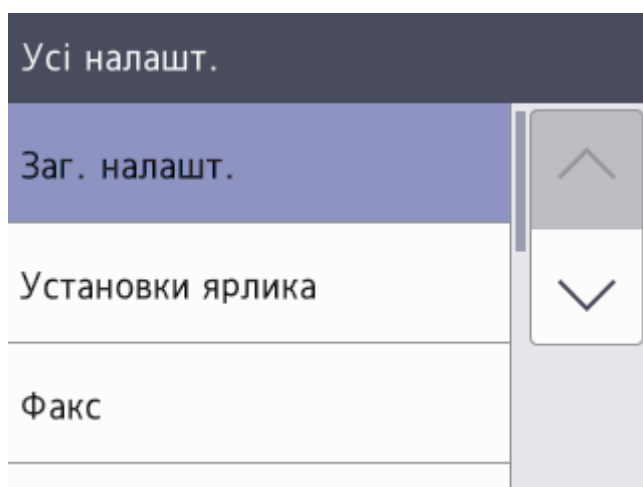 Усі налашт.
Заг. налашт.
Установки ярлика
Факс